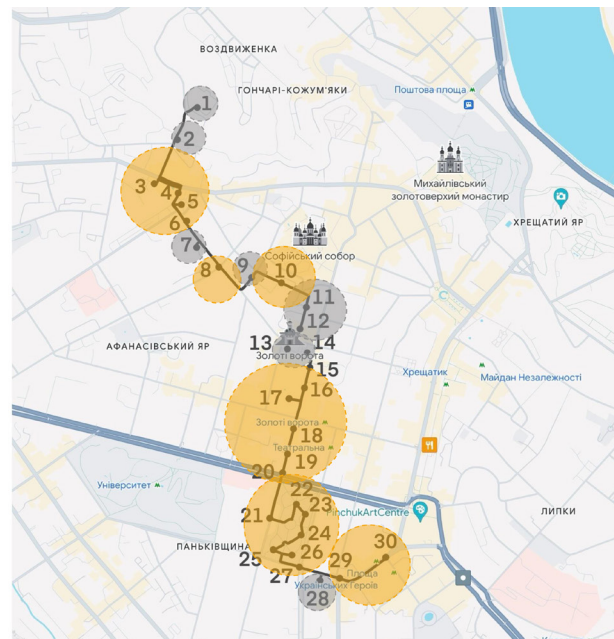 ВОЗДВИЖЕНКА
ГОНЧАРІ-КОЖУМ'ЯКИ
Поштова площа
1
2
3
4
5
6
7
8
9
10
Михайлівський
золотоверхий монастир
ХРЕЩАТИЙ ЯР
Софійський собор
11
12
13
14
Золоті ворота
АФАНАСІВСЬКИЙ ЯР
15
16
17
Хрещатик
Майдан Незалежності
Золоті ворота
18
Театральна
19
20
Університет
22
21
23
PinchukArtCentre
ЛИПКИ
24
ПАНЬКІВЩИНА
25
26
27
29
30
Площа
Українських Героїв
28